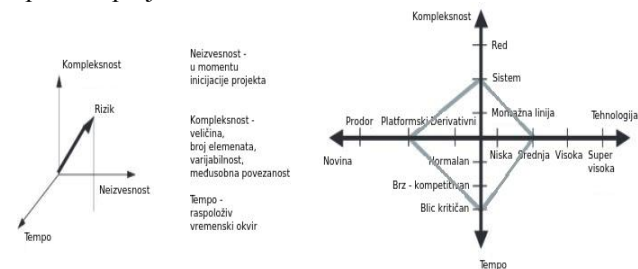 Kompleksnost
Rizik
Neizvesnost
Tempo
Neizvesnost -
u momentu
inicijacije projekta
Kompleksnost -
veličina,
broj elemenata,
varijabilnost,
međusobna povezanost
Tempo -
raspoloživ
vremenski okvir
Kompleksnost
Red
Sistem
Montažna linija
Prodor Platformski Derivativni
Tehnologija
Novina
Normalan
Niska Srednja Visoka Super
visoka
Brz - kompetitivan
Blic kritičan
Tempo